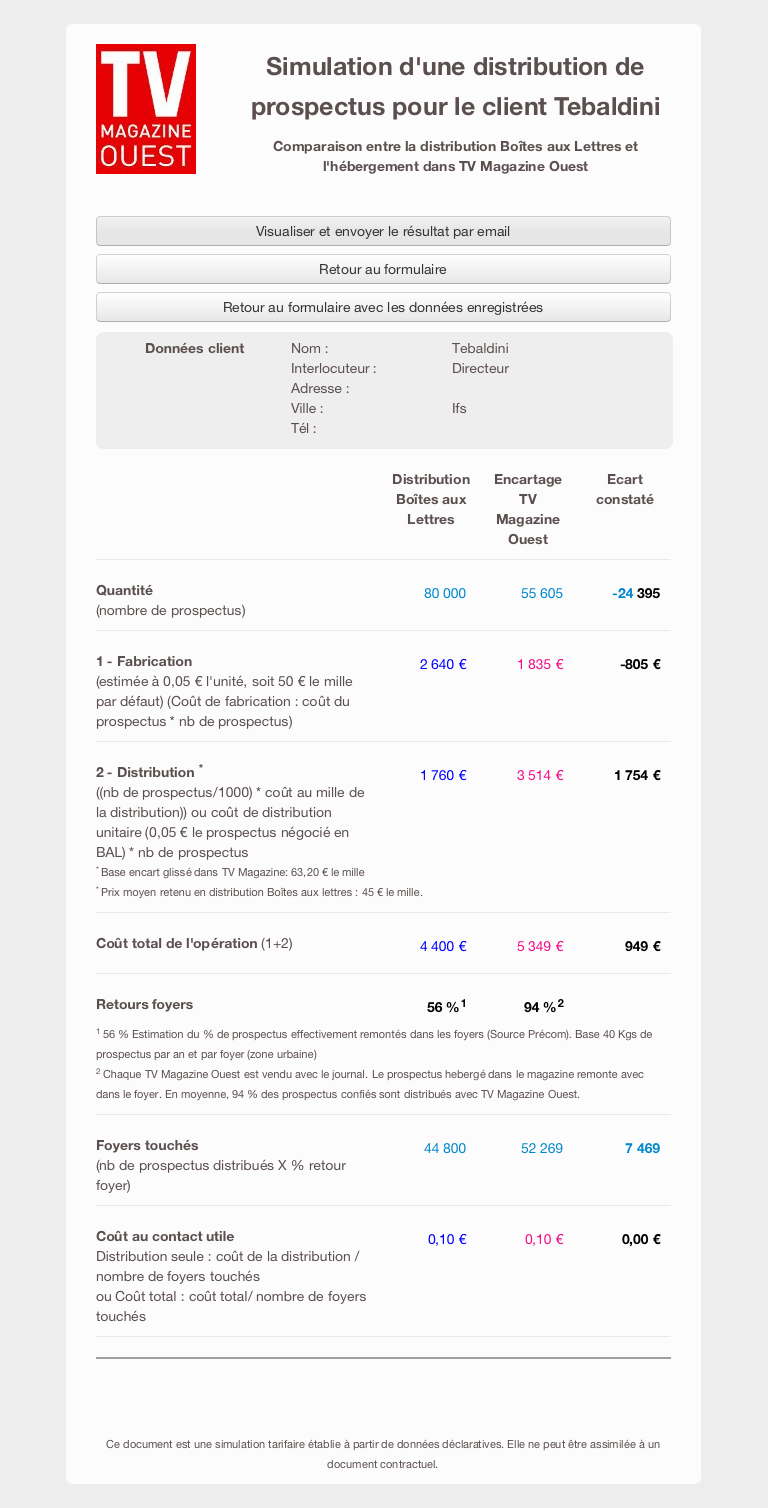 TV
MAGAZINE
OUEST
Simulation d'une distribution de
prospectus pour le client Tebaldini
Comparaison entre la distribution Boîtes aux Lettres et
l'hébergement dans TV Magazine Ouest
Visualiser et envoyer le résultat par email
Retour au formulaire
Retour au formulaire avec les données enregistrées
Données client Nom : Tebaldini
Interlocuteur : Directeur
Adresse :
Ville : Ifs
Tél :
Distribution Encartage Ecart
Boîtes aux TV constaté
Lettres Magazine
Ouest
Quantité 80 000 55 605 -24 395
(nombre de prospectus)
1 - Fabrication 2 640 € 1 835 € -805 €
(estimée à 0,05 € l'unité, soit 50 € le mille
par défaut) (Coût de fabrication : coût du
prospectus * nb de prospectus)
2 - Distribution * 1 760 € 3 514 € 1 754 €
((nb de prospectus/1000) * coût au mille de
la distribution)) ou coût de distribution
unitaire (0,05 € le prospectus négocié en
BAL) * nb de prospectus
* Base encart glissé dans TV Magazine: 63,20 € le mille
* Prix moyen retenu en distribution Boîtes aux lettres : 45 € le mille.
Coût total de l'opération (1+2) 4 400 € 5 349 € 949 €
Retours foyers 56 %1 94 %2
1 56 % Estimation du % de prospectus effectivement remontés dans les foyers (Source Précom). Base 40 Kgs de
prospectus par an et par foyer (zone urbaine)
2 Chaque TV Magazine Ouest est vendu avec le journal. Le prospectus hebergé dans le magazine remonte avec
dans le foyer. En moyenne, 94 % des prospectus confiés sont distribués avec TV Magazine Ouest.
Foyers touchés 44 800 52 269 7 469
(nb de prospectus distribués X % retour
foyer)
Coût au contact utile 0,10 € 0,10 € 0,00 €
Distribution seule : coût de la distribution /
nombre de foyers touchés
ou Coût total : coût total/ nombre de foyers
touchés
Ce document est une simulation tarifaire établie à partir de données déclaratives. Elle ne peut être assimilée à un
document contractuel.